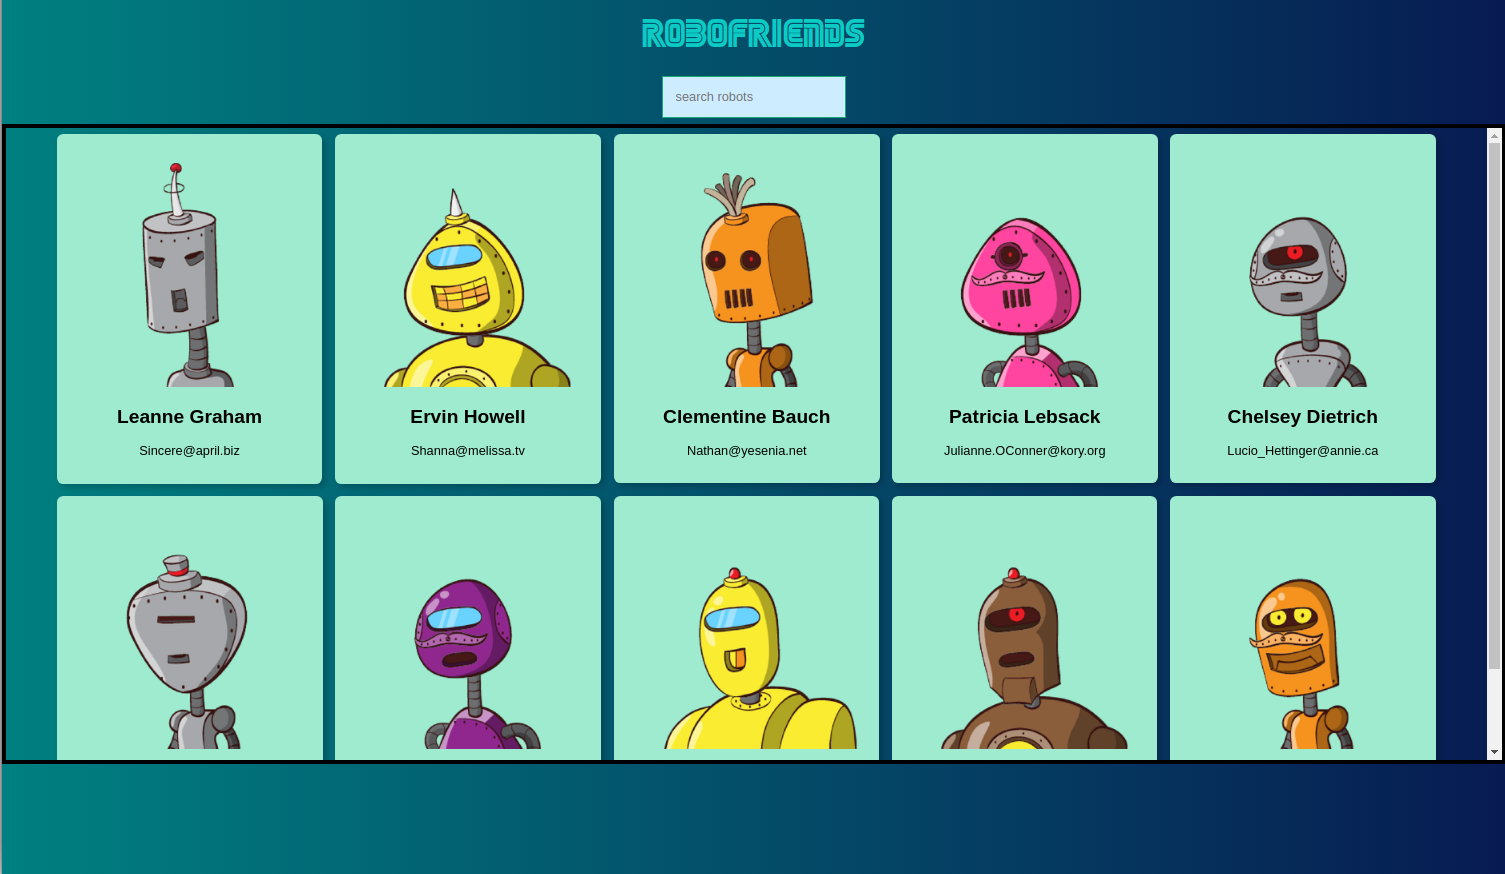 ROBOFRIENDS
search robots
Leanne Graham
Sincere@april.biz
Ervin Howell
Shanna@melissa.tv
Clementine Bauch
Nathan@yesenia.net
Patricia Lebsack
Julianne.OConner@kory.org
Chelsey Dietrich
Lucio_Hettinger@annie.ca